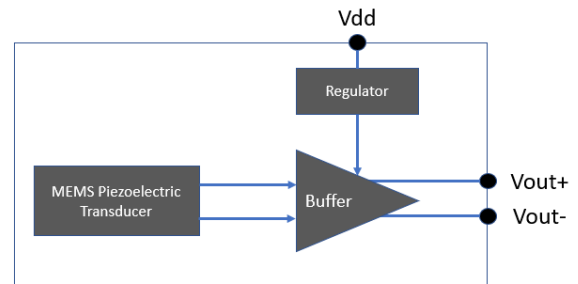 Vdd
Regulator
MEMS Piezoelectric
Transducer
Buffer
Vout+
Vout-